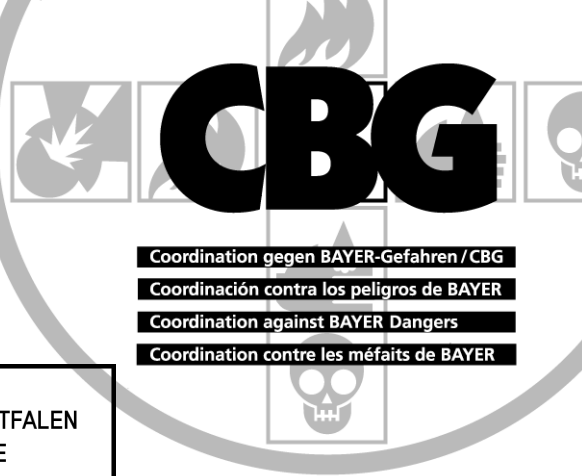 CBG
Coordination gegen BAYER-Gefahren / CBG
Coordinación contra los peligros de BAYER
Coordination against BAYER Dangers
Coordination contre les méfaits de BAYER
TFALEN
E